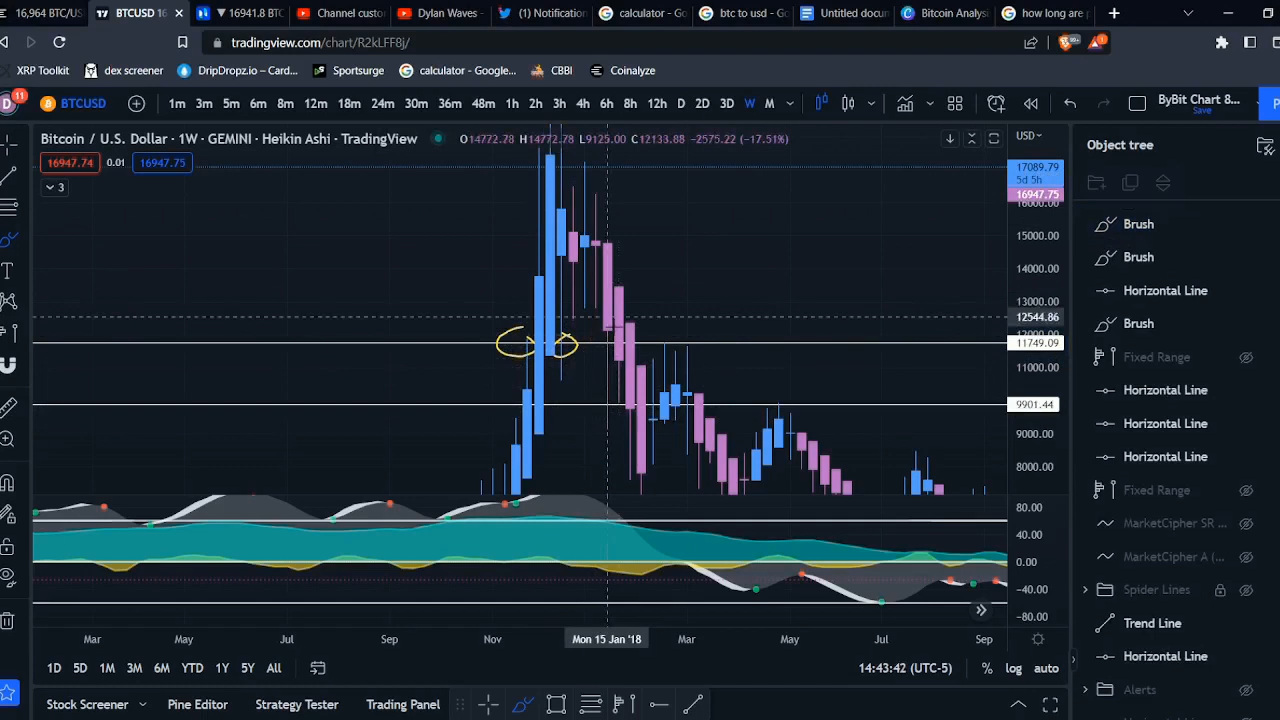 16,964 BTC/US
BTCUSD 16
▼ 16941.8 BTC
Channel custo
Dylan Waves -
(1) Notification
calculator - Go
btc to usd - Go
Untitled docum
Bitcoin Analysi
how long are p
tradingview.com/chart/R2kLFF8j/
99+
1
XRP Toolkit
dex screener
DripDropz.io – Card...
Sportsurge
calculator - Google...
CBBI
Coinalyze
D
11
BTCUSD
1m 3m 5m 6m 8m 12m 18m 24m 30m 36m 48m 1h 2h 3h 4h 6h 8h 12h D 2D 3D W M
ByBit Chart 8...
Save
P
Bitcoin / U.S. Dollar · 1W · GEMINI · Heikin Ashi · TradingView
O14772.78 H14772.78 L9125.00 C12133.88 −2575.22 (−17.51%)
USD
Object tree
16947.74
0.01
16947.75
3
17089.79
5d 5h
16947.75
16000.00
15000.00
14000.00
13000.00
12544.86
12000.00
11749.09
11000.00
9901.44
9000.00
8000.00
80.00
40.00
0.00
−40.00
−80.00
Brush
Brush
Horizontal Line
Brush
Fixed Range
Horizontal Line
Horizontal Line
Horizontal Line
Fixed Range
MarketCipher SR ...
MarketCipher A (...
Spider Lines
Trend Line
Horizontal Line
Alerts
Mar May Jul Sep Nov Mon 15 Jan '18 Mar May Jul Sep
1D 5D 1M 3M 6M YTD 1Y 5Y All
14:43:42 (UTC-5)
% log auto
Stock Screener
Pine Editor
Strategy Tester
Trading Panel